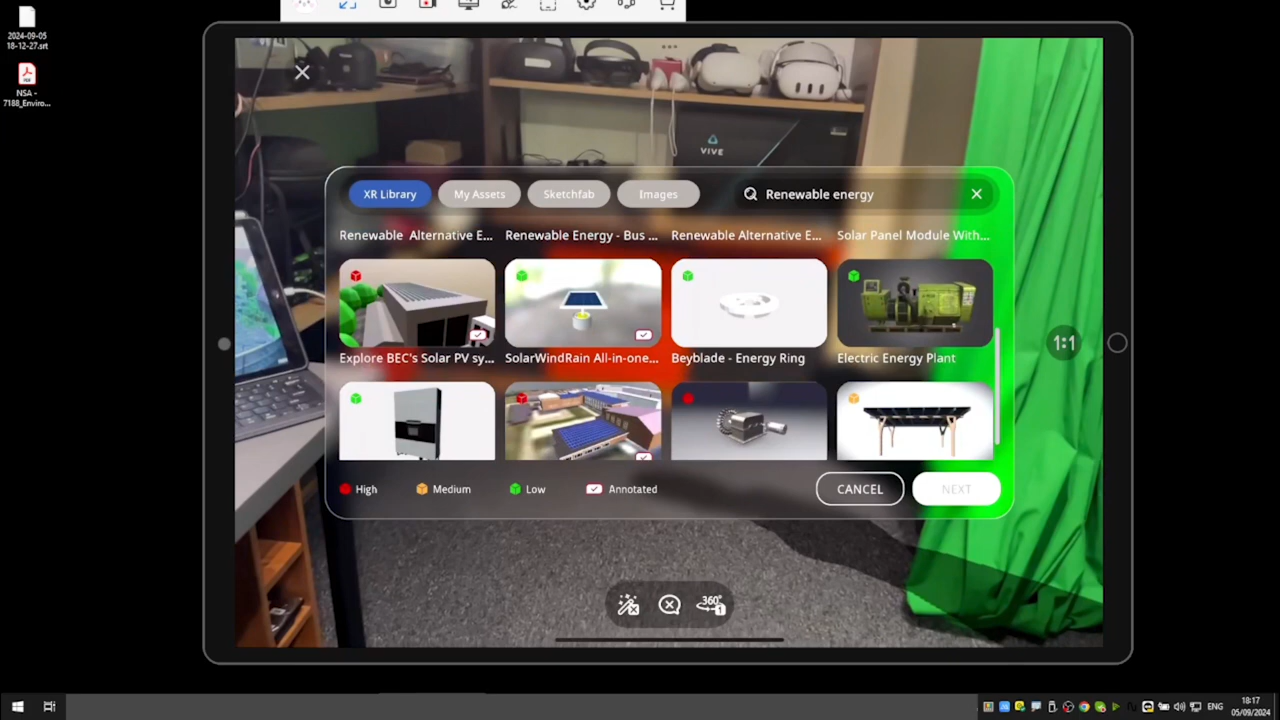 2024-09-05
18-12-27.srt
NSA -
7188_Enviro...
VIVE
XR Library
My Assets
Sketchfab
Images
Renewable energy
Renewable Alternative E...
Renewable Energy - Bus ...
Renewable Alternative E...
Solar Panel Module With...
Explore BEC's Solar PV sy...
SolarWindRain All-in-one...
Beyblade - Energy Ring
Electric Energy Plant
High
Medium
Low
Annotated
CANCEL
NEXT
1:1
360°
1
ENG
18:17
05/09/2024